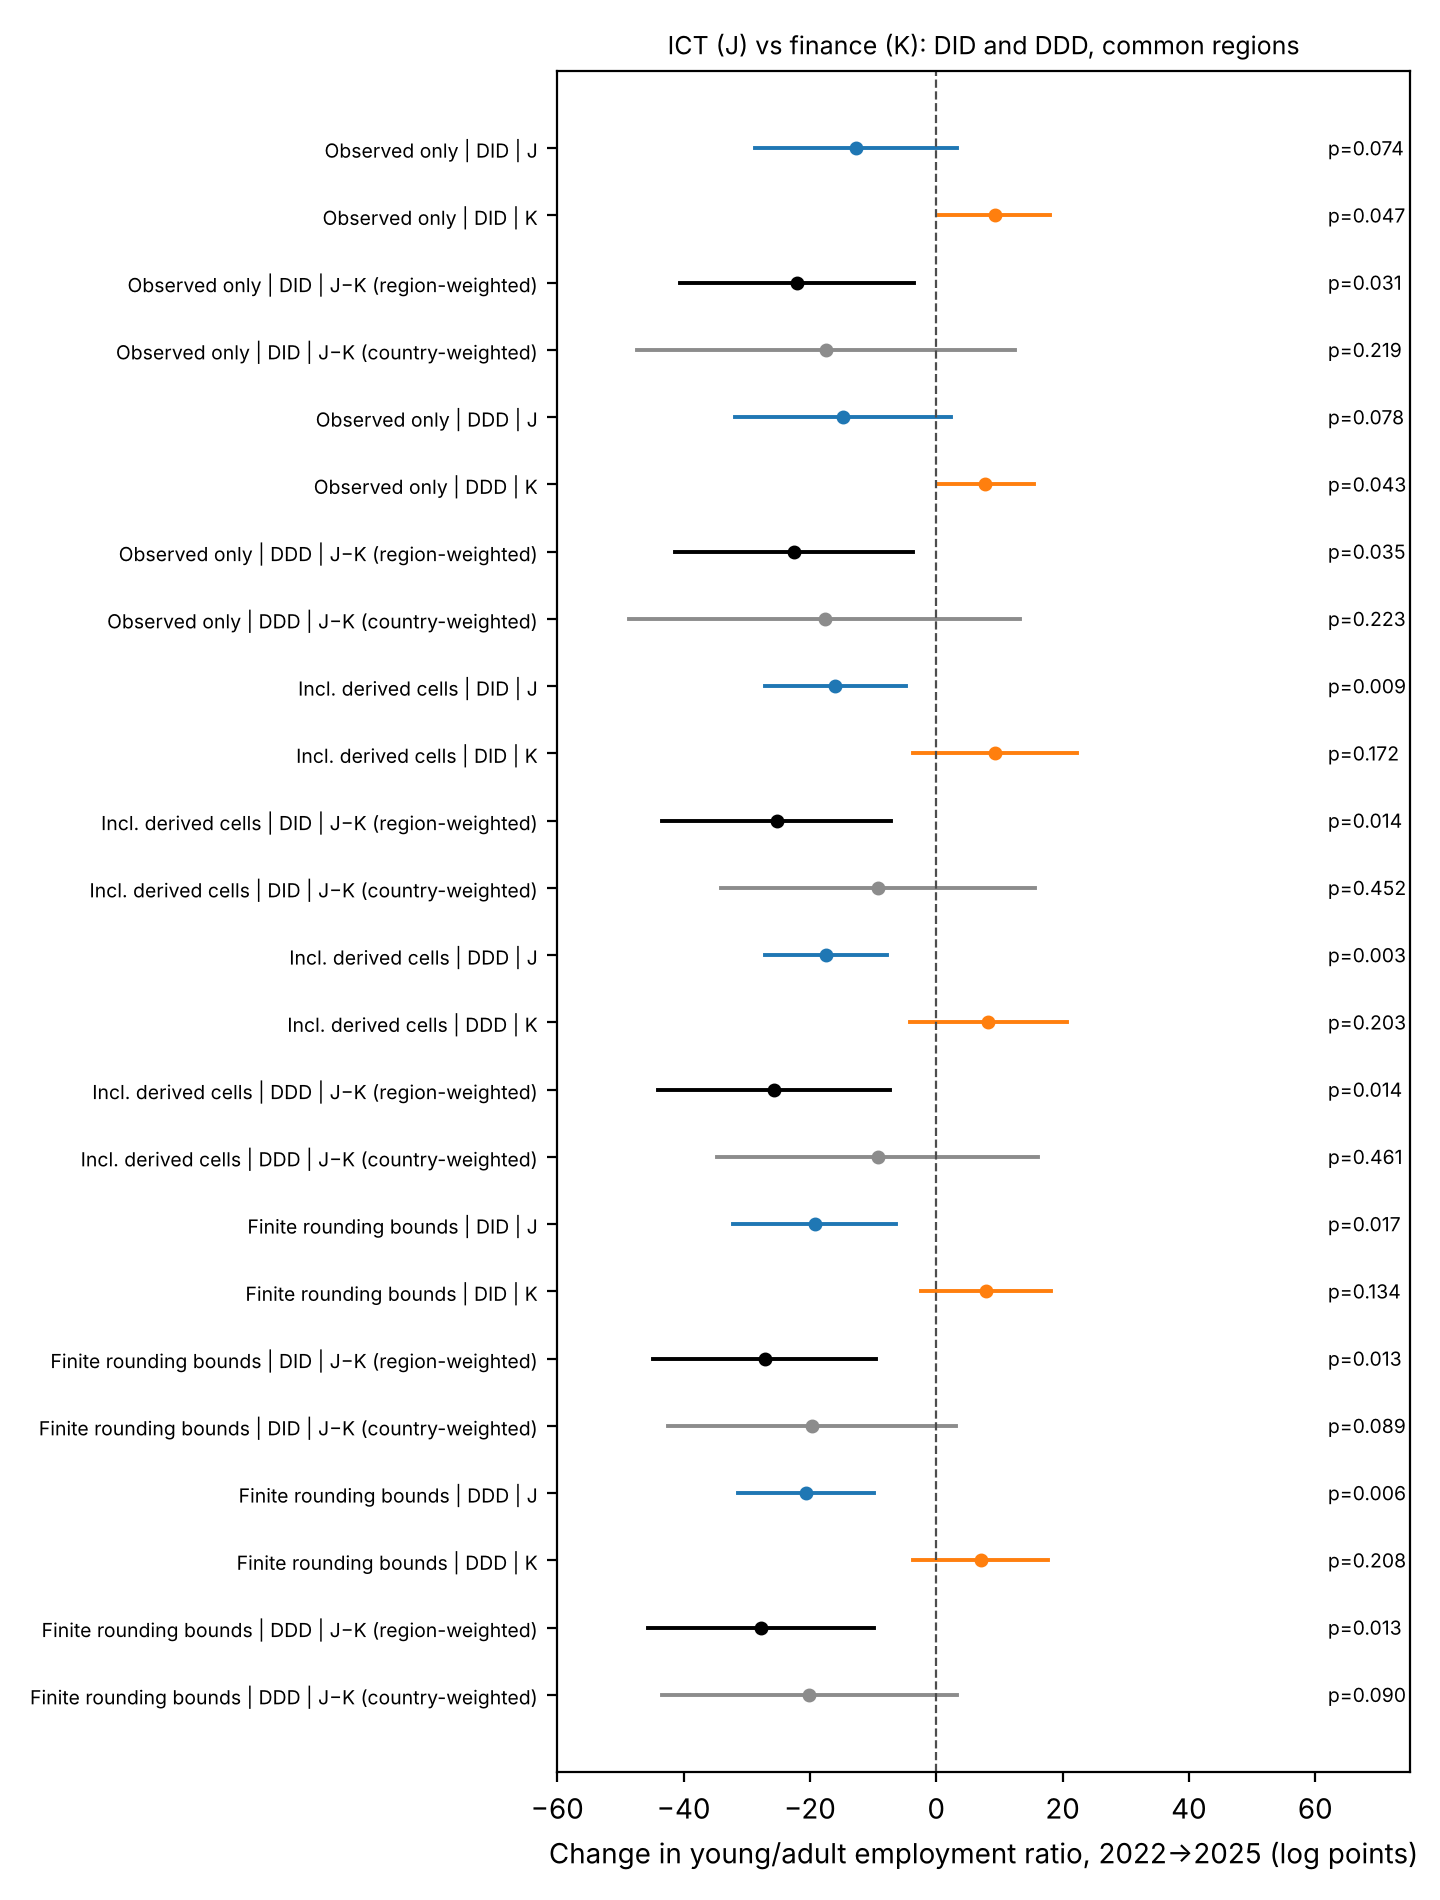 ICT (J) vs finance (K): DID and DDD, common regions
Observed only | DID | J p=0.074
Observed only | DID | K p=0.047
Observed only | DID | J−K (region-weighted) p=0.031
Observed only | DID | J−K (country-weighted) p=0.219
Observed only | DDD | J p=0.078
Observed only | DDD | K p=0.043
Observed only | DDD | J−K (region-weighted) p=0.035
Observed only | DDD | J−K (country-weighted) p=0.223
Incl. derived cells | DID | J p=0.009
Incl. derived cells | DID | K p=0.172
Incl. derived cells | DID | J−K (region-weighted) p=0.014
Incl. derived cells | DID | J−K (country-weighted) p=0.452
Incl. derived cells | DDD | J p=0.003
Incl. derived cells | DDD | K p=0.203
Incl. derived cells | DDD | J−K (region-weighted) p=0.014
Incl. derived cells | DDD | J−K (country-weighted) p=0.461
Finite rounding bounds | DID | J p=0.017
Finite rounding bounds | DID | K p=0.134
Finite rounding bounds | DID | J−K (region-weighted) p=0.013
Finite rounding bounds | DID | J−K (country-weighted) p=0.089
Finite rounding bounds | DDD | J p=0.006
Finite rounding bounds | DDD | K p=0.208
Finite rounding bounds | DDD | J−K (region-weighted) p=0.013
Finite rounding bounds | DDD | J−K (country-weighted) p=0.090
−60 −40 −20 0 20 40 60
Change in young/adult employment ratio, 2022→2025 (log points)